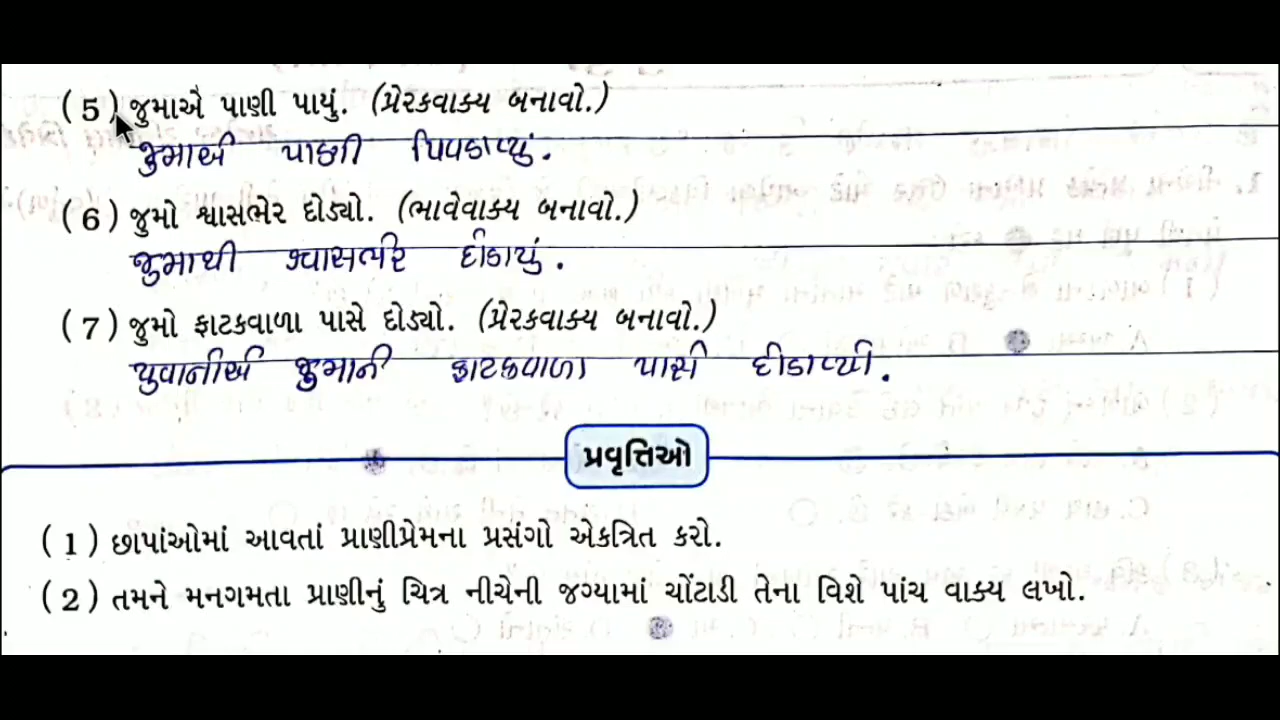 (5) જુમાએ પાણી પાયું. (પ્રેરકવાક્ય બનાવો.)
જુમાએ પાણી પિવડાવ્યું.
(6) જુમો શ્વાસભેર દોડ્યો. (ભાવેવાક્ય બનાવો.)
જુમાથી શ્વાસભેર દોડાયું.
(7) જુમો ફાટકવાળા પાસે દોડ્યો. (પ્રેરકવાક્ય બનાવો.)
યુવાનોએ જુમાને ફાટકવાળા પાસે દોડાવ્યો.
પ્રવૃત્તિઓ
(1) છાપાંઓમાં આવતાં પ્રાણીપ્રેમના પ્રસંગો એકત્રિત કરો.
(2) તમને મનગમતા પ્રાણીનું ચિત્ર નીચેની જગ્યામાં ચોંટાડી તેના વિશે પાંચ વાક્ય લખો.